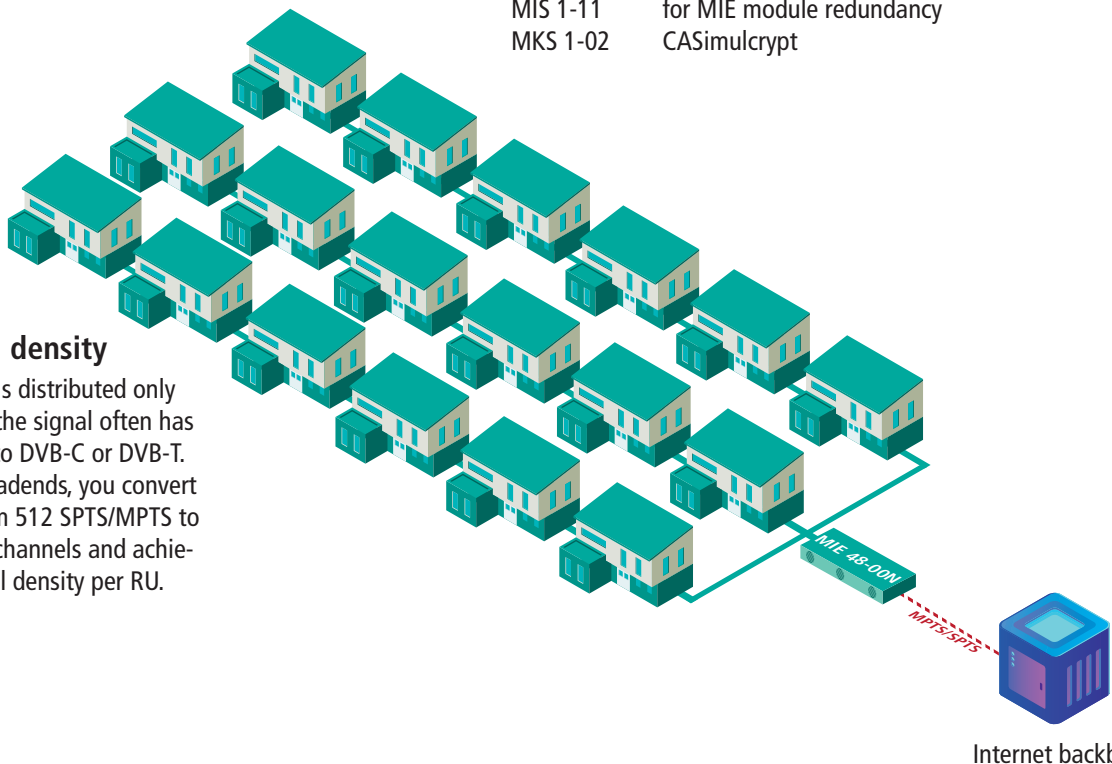 MIS 1-11 for MIE module redundancy
MKS 1-02 CASimulcrypt
density
s distributed only
the signal often has
o DVB-C or DVB-T.
adends, you convert
n 512 SPTS/MPTS to
channels and achie-
l density per RU.
MIE 48-00N
MPTS/SPTS
Internet backb